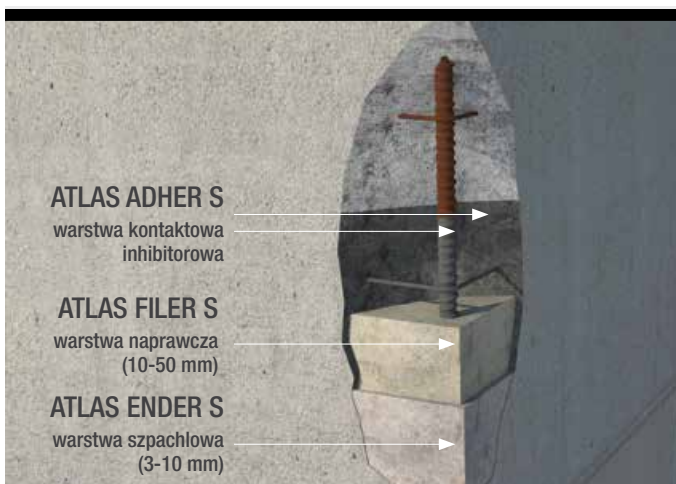 ATLAS ADHER S
warstwa kontaktowa
inhibitorowa
ATLAS FILER S
warstwa naprawcza
(10-50 mm)
ATLAS ENDER S
warstwa szpachlowa
(3-10 mm)